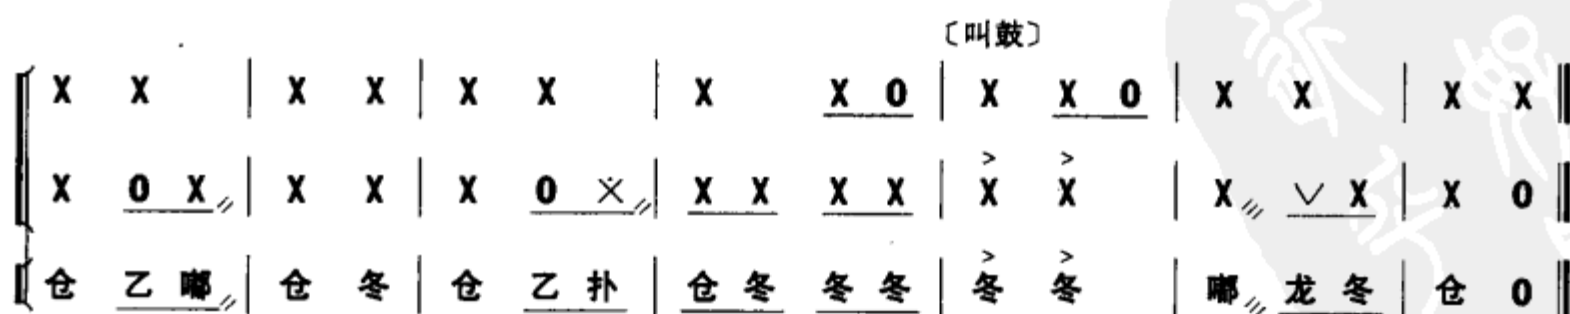 〔叫鼓〕
X X | X X | X X | X X 0 | X X 0 | X X | X X
X 0 X | X X | X 0 X | X X X X | X X | X ∨ X | X 0
仓 乙 嘟 | 仓 冬 | 仓 乙 扑 | 仓 冬 冬 冬 | 冬 冬 | 嘟 龙 冬 | 仓 0